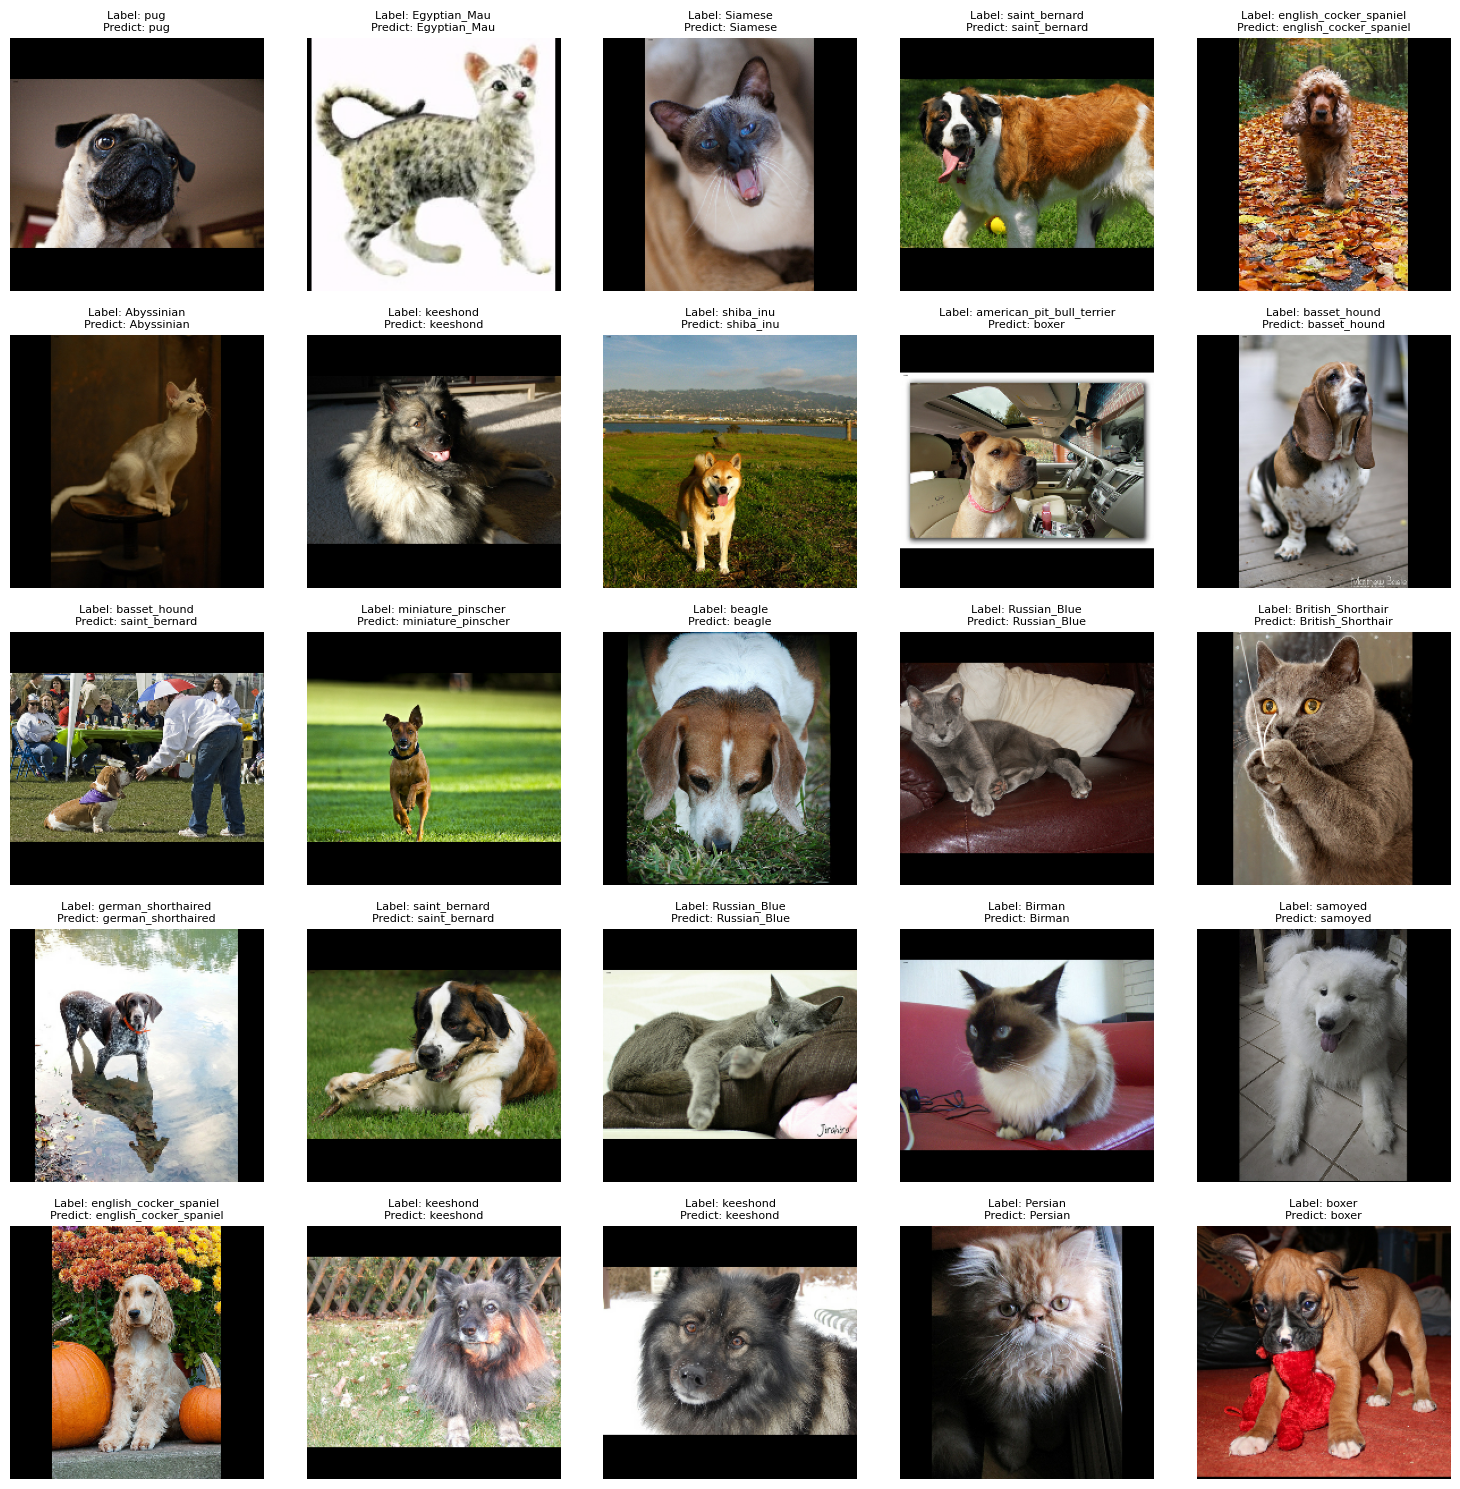 Label: pug
Predict: pug
Label: Egyptian_Mau
Predict: Egyptian_Mau
Label: Siamese
Predict: Siamese
Label: saint_bernard
Predict: saint_bernard
Label: english_cocker_spaniel
Predict: english_cocker_spaniel
Label: Abyssinian
Predict: Abyssinian
Label: keeshond
Predict: keeshond
Label: shiba_inu
Predict: shiba_inu
Label: american_pit_bull_terrier
Predict: boxer
Label: basset_hound
Predict: basset_hound
Label: basset_hound
Predict: saint_bernard
Label: miniature_pinscher
Predict: miniature_pinscher
Label: beagle
Predict: beagle
Label: Russian_Blue
Predict: Russian_Blue
Label: British_Shorthair
Predict: British_Shorthair
Label: german_shorthaired
Predict: german_shorthaired
Label: saint_bernard
Predict: saint_bernard
Label: Russian_Blue
Predict: Russian_Blue
Label: Birman
Predict: Birman
Label: samoyed
Predict: samoyed
Label: english_cocker_spaniel
Predict: english_cocker_spaniel
Label: keeshond
Predict: keeshond
Label: keeshond
Predict: keeshond
Label: Persian
Predict: Persian
Label: boxer
Predict: boxer